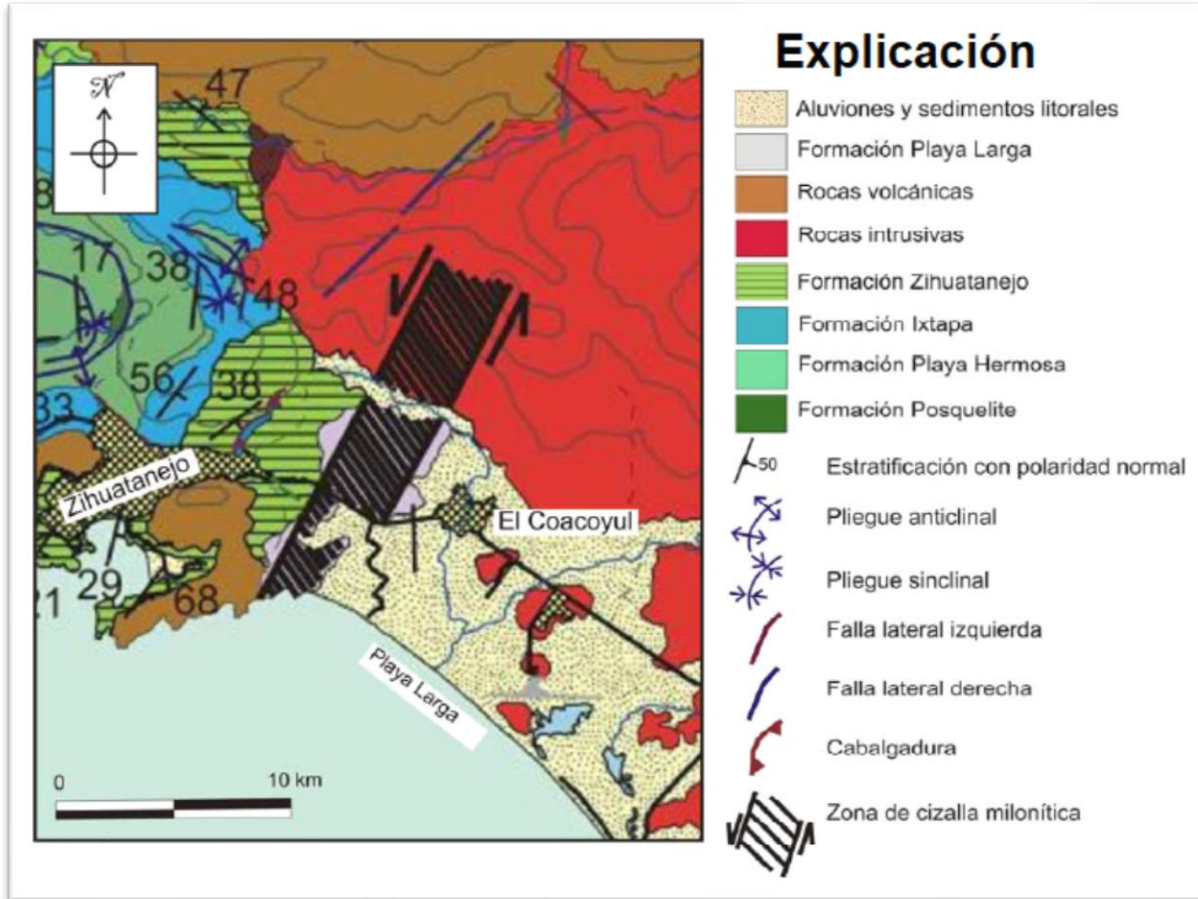 Explicación
N
47
8
17
38
48
56
38
33
Zihuatanejo
El Coacoyul
29
21
68
Playa Larga
0
10 km
Aluviones y sedimentos litorales
Formación Playa Larga
Rocas volcánicas
Rocas intrusivas
Formación Zihuatanejo
Formación Ixtapa
Formación Playa Hermosa
Formación Posquelite
50
Estratificación con polaridad normal
Pliegue anticlinal
Pliegue sinclinal
Falla lateral izquierda
Falla lateral derecha
Cabalgadura
Zona de cizalla milonítica